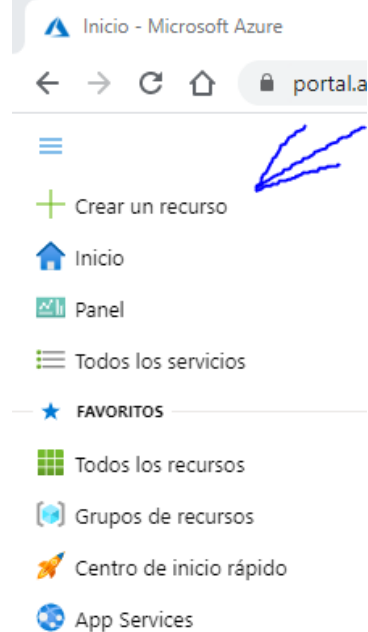 Inicio - Microsoft Azure
portal.a
Crear un recurso
Inicio
Panel
Todos los servicios
FAVORITOS
Todos los recursos
Grupos de recursos
Centro de inicio rápido
App Services